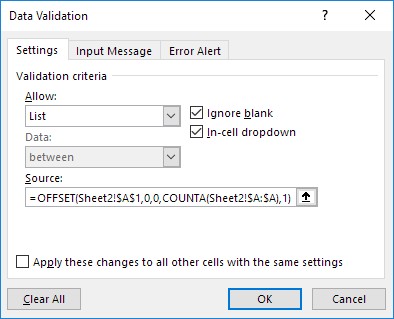 Data Validation ? ×
Settings Input Message Error Alert
Validation criteria
Allow:
List Ignore blank
Data: In-cell dropdown
between
Source:
=OFFSET(Sheet2!$A$1,0,0,COUNTA(Sheet2!$A:$A),1)
Apply these changes to all other cells with the same settings
Clear All OK Cancel